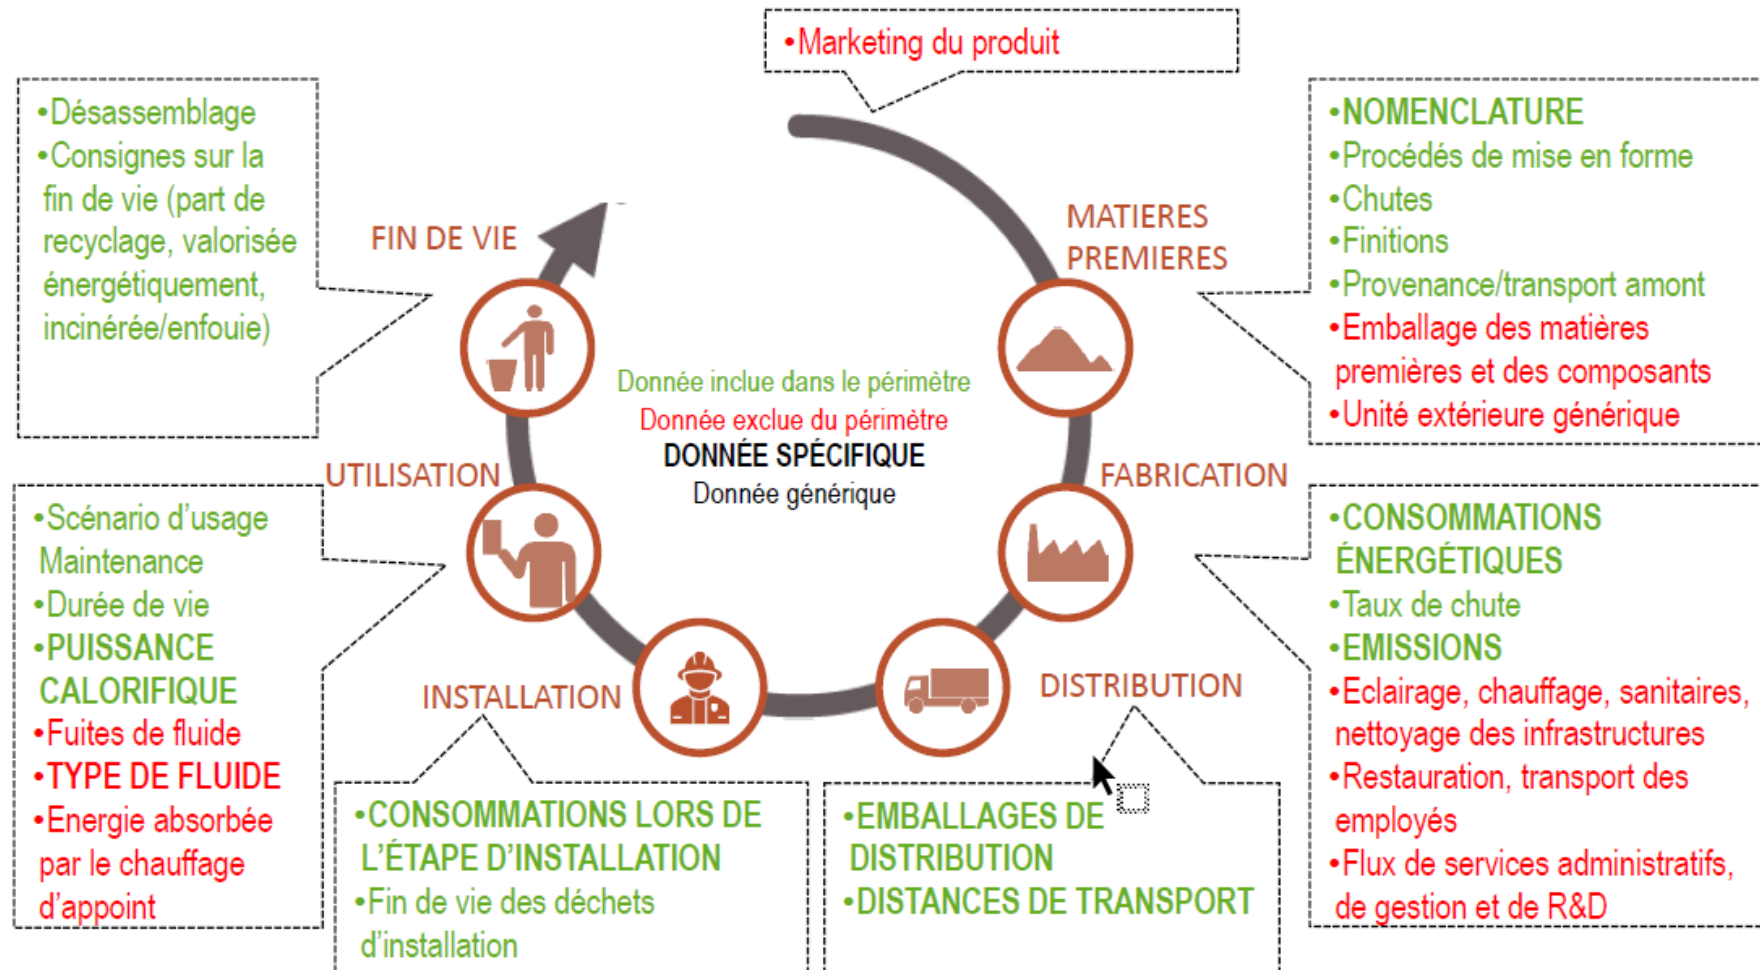 •Marketing du produit
•Désassemblage
•Consignes sur la
fin de vie (part de
recyclage, valorisée
énergétiquement,
incinérée/enfouie)
FIN DE VIE
MATIERES
PREMIERES
•NOMENCLATURE
•Procédés de mise en forme
•Chutes
•Finitions
•Provenance/transport amont
•Emballage des matières
premières et des composants
•Unité extérieure générique
Donnée inclue dans le périmètre
Donnée exclue du périmètre
DONNÉE SPÉCIFIQUE
Donnée générique
UTILISATION
FABRICATION
•Scénario d'usage
Maintenance
•Durée de vie
•PUISSANCE
CALORIFIQUE
•Fuites de fluide
•TYPE DE FLUIDE
•Energie absorbée
par le chauffage
d'appoint
•CONSOMMATIONS
ÉNERGÉTIQUES
•Taux de chute
•EMISSIONS
•Eclairage, chauffage, sanitaires,
nettoyage des infrastructures
•Restauration, transport des
employés
•Flux de services administratifs,
de gestion et de R&D
INSTALLATION
DISTRIBUTION
•CONSOMMATIONS LORS DE
L'ÉTAPE D'INSTALLATION
•Fin de vie des déchets
d'installation
•EMBALLAGES DE
DISTRIBUTION
•DISTANCES DE TRANSPORT